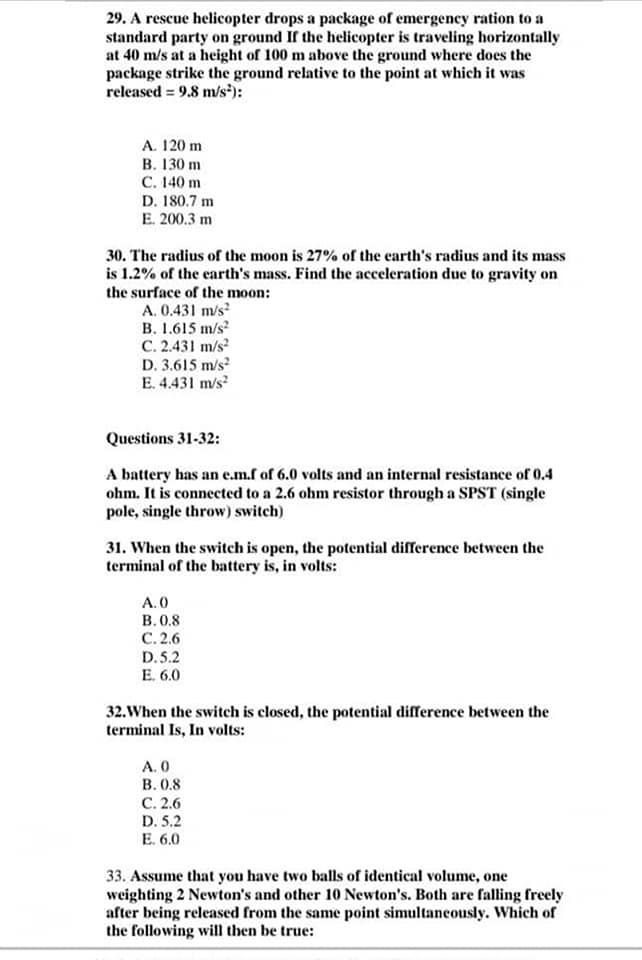 29. A rescue helicopter drops a package of emergency ration to a
standard party on ground If the helicopter is traveling horizontally
at 40 m/s at a height of 100 m above the ground where does the
package strike the ground relative to the point at which it was
released = 9.8 m/s²):
A. 120 m
B. 130 m
C. 140 m
D. 180.7 m
E. 200.3 m
30. The radius of the moon is 27% of the earth's radius and its mass
is 1.2% of the earth's mass. Find the acceleration due to gravity on
the surface of the moon:
A. 0.431 m/s²
B. 1.615 m/s²
C. 2.431 m/s²
D. 3.615 m/s²
E. 4.431 m/s²
Questions 31-32:
A battery has an e.m.f of 6.0 volts and an internal resistance of 0.4
ohm. It is connected to a 2.6 ohm resistor through a SPST (single
pole, single throw) switch)
31. When the switch is open, the potential difference between the
terminal of the battery is, in volts:
A. 0
B. 0.8
C. 2.6
D. 5.2
E. 6.0
32.When the switch is closed, the potential difference between the
terminal Is, In volts:
A. 0
B. 0.8
C. 2.6
D. 5.2
E. 6.0
33. Assume that you have two balls of identical volume, one
weighting 2 Newton's and other 10 Newton's. Both are falling freely
after being released from the same point simultaneously. Which of
the following will then be true: